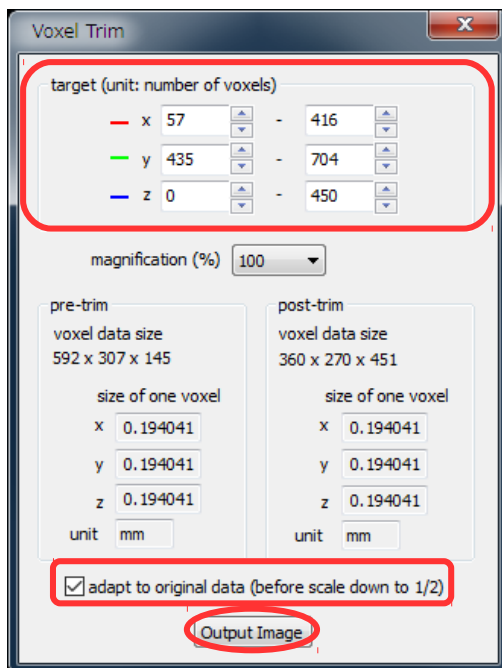 Voxel Trim
target (unit: number of voxels)
x 57 - 416
y 435 - 704
z 0 - 450
magnification (%) 100
pre-trim
voxel data size
592 x 307 x 145
size of one voxel
x 0.194041
y 0.194041
z 0.194041
unit mm
post-trim
voxel data size
360 x 270 x 451
size of one voxel
x 0.194041
y 0.194041
z 0.194041
unit mm
adapt to original data (before scale down to 1/2)
Output Image